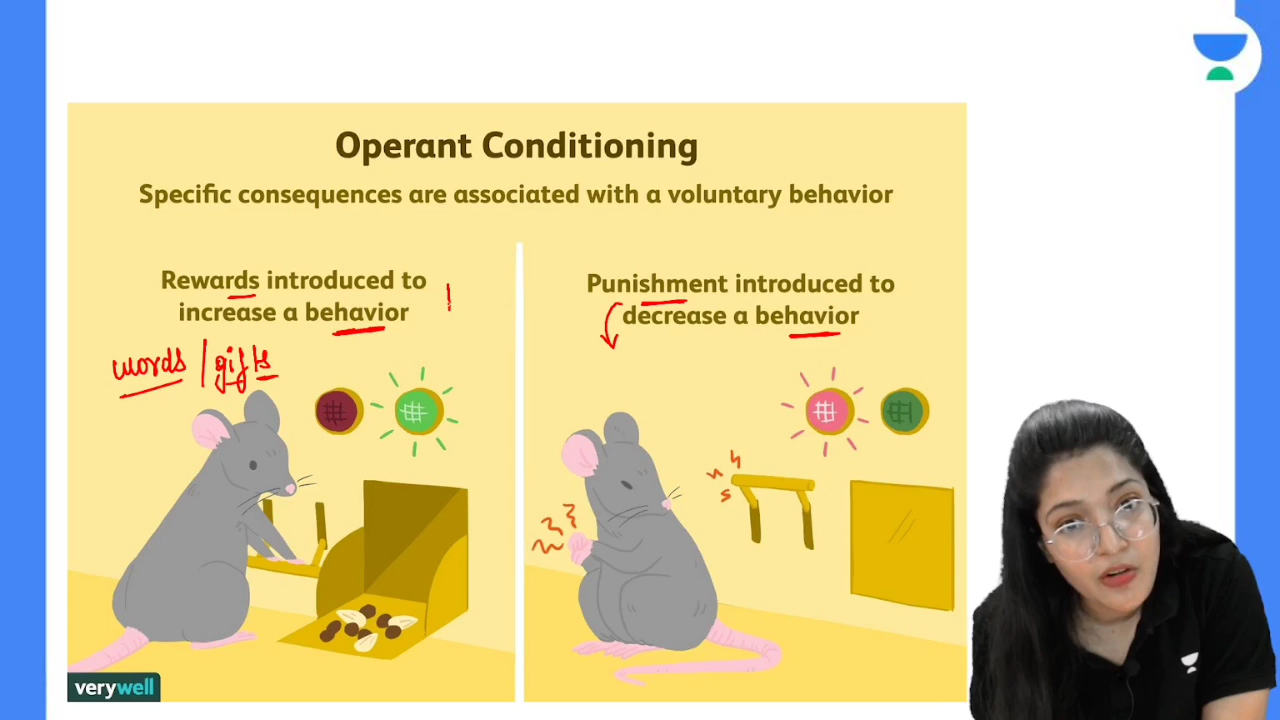 Operant Conditioning
Specific consequences are associated with a voluntary behavior
Rewards introduced to
increase a behavior
words / gifts
Punishment introduced to
decrease a behavior
verywell